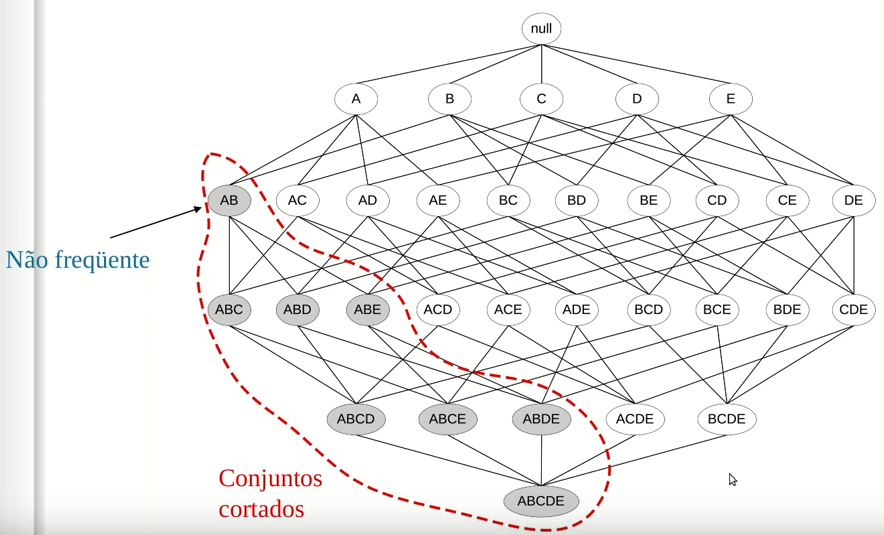 null
A B C D E
AB AC AD AE BC BD BE CD CE DE
Não freqüente
ABC ABD ABE ACD ACE ADE BCD BCE BDE CDE
ABCD ABCE ABDE ACDE BCDE
Conjuntos
cortados
ABCDE